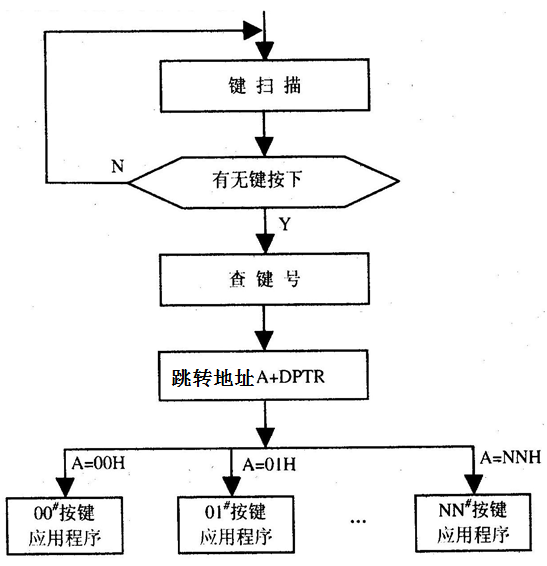 键扫描
N
有无键按下
Y
查键号
跳转地址A+DPTR
A=00H
A=01H
A=NNH
00#按键
应用程序
01#按键
应用程序
...
NN#按键
应用程序